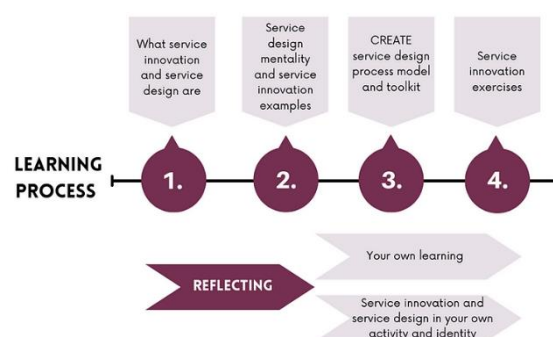 What service
innovation
and service
design are
Service
design
mentality
and service
innovation
examples
CREATE
service design
process model
and toolkit
Service
innovation
exercises
LEARNING
PROCESS
1.
2.
3.
4.
REFLECTING
Your own learning
Service innovation and
service design in your own
activity and identity